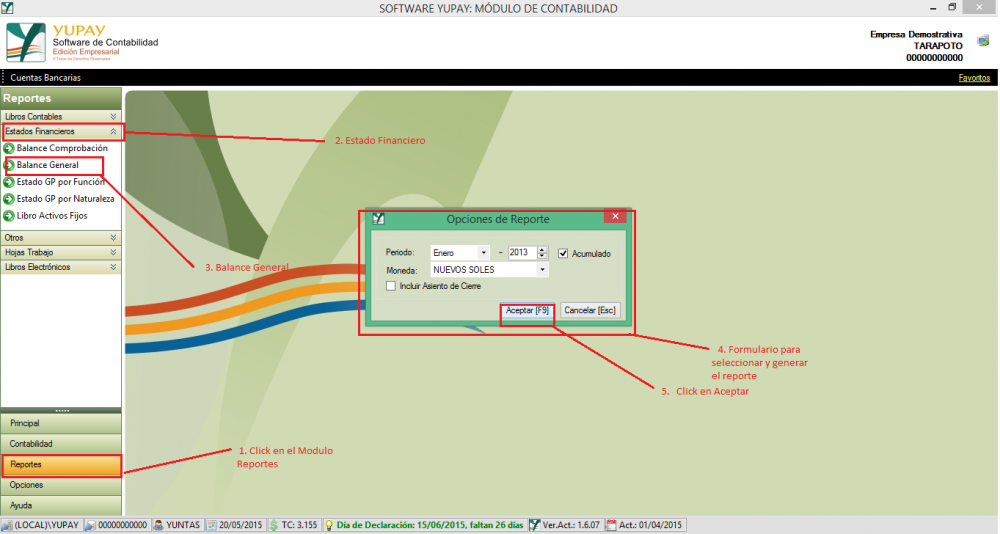 SOFTWARE YUPAY: MÓDULO DE CONTABILIDAD
YUPAY
Software de Contabilidad
Edición Empresarial
Empresa Demostrativa
TARAPOTO
00000000000
Cuentas Bancarias
Favoritos
Reportes
Libros Contables
Estados Financieros
Balance Comprobación
Balance General
Estado GP por Función
Estado GP por Naturaleza
Libro Activos Fijos
Otros
Hojas Trabajo
Libros Electrónicos
2. Estado Financiero
3. Balance General
Opciones de Reporte
Periodo: Enero - 2013 Acumulado
Moneda: NUEVOS SOLES
Incluir Asiento de Cierre
Aceptar [F9] Cancelar [Esc]
4. Formulario para
seleccionar y generar
el reporte
5. Click en Aceptar
Principal
Contabilidad
Reportes
Opciones
Ayuda
1. Click en el Modulo
Reportes
(LOCAL)\YUPAY 00000000000 YUNTAS 20/05/2015 TC: 3.155 Día de Declaración: 15/06/2015, faltan 26 días Ver.Act.: 1.6.07 Act.: 01/04/2015